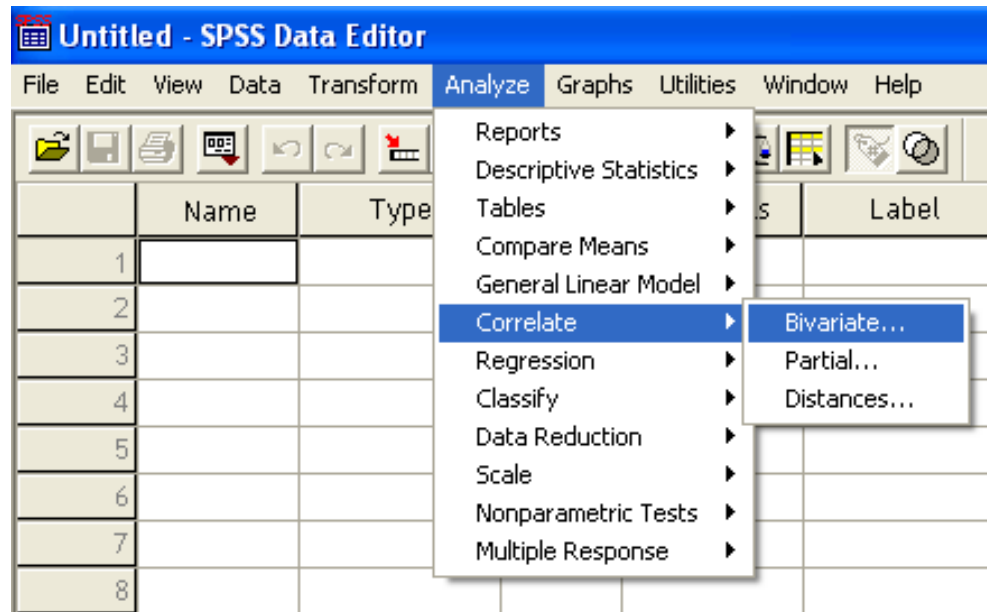 SPSS
Untitled - SPSS Data Editor
File Edit View Data Transform Analyze Graphs Utilities Window Help
Name Type Label
1
2
3
4
5
6
7
8
Reports
Descriptive Statistics
Tables
Compare Means
General Linear Model
Correlate
Regression
Classify
Data Reduction
Scale
Nonparametric Tests
Multiple Response
Bivariate...
Partial...
Distances...